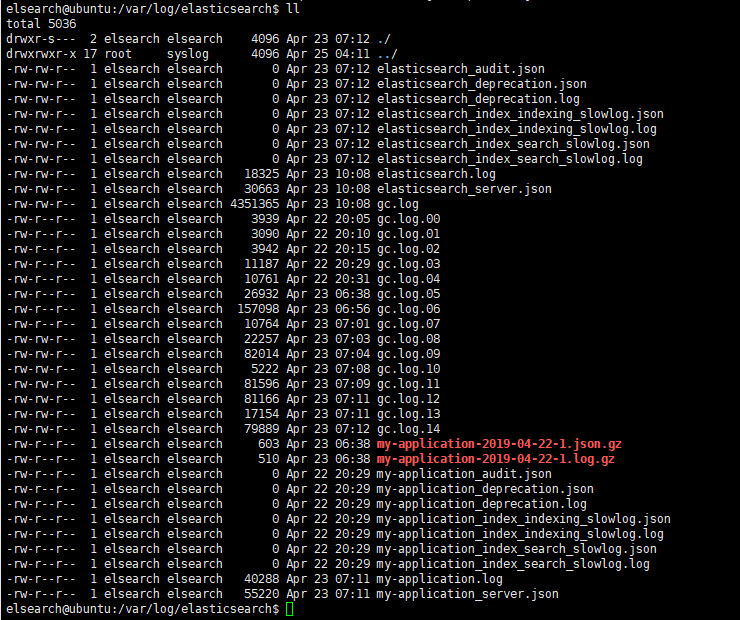 elsearch@ubuntu:/var/log/elasticsearch$ ll
total 5036
drwxr-s---  2 elsearch elsearch    4096 Apr 23 07:12 ./
drwxrwxr-x 17 root     syslog      4096 Apr 25 04:11 ../
-rw-rw-r--  1 elsearch elsearch       0 Apr 23 07:12 elasticsearch_audit.json
-rw-rw-r--  1 elsearch elsearch       0 Apr 23 07:12 elasticsearch_deprecation.json
-rw-rw-r--  1 elsearch elsearch       0 Apr 23 07:12 elasticsearch_deprecation.log
-rw-rw-r--  1 elsearch elsearch       0 Apr 23 07:12 elasticsearch_index_indexing_slowlog.json
-rw-rw-r--  1 elsearch elsearch       0 Apr 23 07:12 elasticsearch_index_indexing_slowlog.log
-rw-rw-r--  1 elsearch elsearch       0 Apr 23 07:12 elasticsearch_index_search_slowlog.json
-rw-rw-r--  1 elsearch elsearch       0 Apr 23 07:12 elasticsearch_index_search_slowlog.log
-rw-rw-r--  1 elsearch elsearch   18325 Apr 23 10:08 elasticsearch.log
-rw-rw-r--  1 elsearch elsearch   30663 Apr 23 10:08 elasticsearch_server.json
-rw-rw-r--  1 elsearch elsearch 4351365 Apr 23 10:08 gc.log
-rw-r--r--  1 elsearch elsearch    3939 Apr 22 20:05 gc.log.00
-rw-r--r--  1 elsearch elsearch    3090 Apr 22 20:10 gc.log.01
-rw-r--r--  1 elsearch elsearch    3942 Apr 22 20:15 gc.log.02
-rw-r--r--  1 elsearch elsearch   11187 Apr 22 20:29 gc.log.03
-rw-r--r--  1 elsearch elsearch   10761 Apr 22 20:31 gc.log.04
-rw-rw-r--  1 elsearch elsearch   26932 Apr 23 06:38 gc.log.05
-rw-rw-r--  1 elsearch elsearch  157098 Apr 23 06:56 gc.log.06
-rw-rw-r--  1 elsearch elsearch   10764 Apr 23 07:01 gc.log.07
-rw-rw-r--  1 elsearch elsearch   22257 Apr 23 07:03 gc.log.08
-rw-rw-r--  1 elsearch elsearch   82014 Apr 23 07:04 gc.log.09
-rw-rw-r--  1 elsearch elsearch    5222 Apr 23 07:08 gc.log.10
-rw-rw-r--  1 elsearch elsearch   81596 Apr 23 07:09 gc.log.11
-rw-rw-r--  1 elsearch elsearch   81166 Apr 23 07:11 gc.log.12
-rw-rw-r--  1 elsearch elsearch   17154 Apr 23 07:11 gc.log.13
-rw-rw-r--  1 elsearch elsearch   79889 Apr 23 07:12 gc.log.14
-rw-rw-r--  1 elsearch elsearch     603 Apr 23 06:38 my-application-2019-04-22-1.json.gz
-rw-rw-r--  1 elsearch elsearch     510 Apr 23 06:38 my-application-2019-04-22-1.log.gz
-rw-r--r--  1 elsearch elsearch       0 Apr 22 20:29 my-application_audit.json
-rw-r--r--  1 elsearch elsearch       0 Apr 22 20:29 my-application_deprecation.json
-rw-r--r--  1 elsearch elsearch       0 Apr 22 20:29 my-application_deprecation.log
-rw-r--r--  1 elsearch elsearch       0 Apr 22 20:29 my-application_index_indexing_slowlog.json
-rw-r--r--  1 elsearch elsearch       0 Apr 22 20:29 my-application_index_indexing_slowlog.log
-rw-r--r--  1 elsearch elsearch       0 Apr 22 20:29 my-application_index_search_slowlog.json
-rw-r--r--  1 elsearch elsearch       0 Apr 22 20:29 my-application_index_search_slowlog.log
-rw-rw-r--  1 elsearch elsearch   40288 Apr 23 07:11 my-application.log
-rw-rw-r--  1 elsearch elsearch   55220 Apr 23 07:11 my-application_server.json
elsearch@ubuntu:/var/log/elasticsearch$